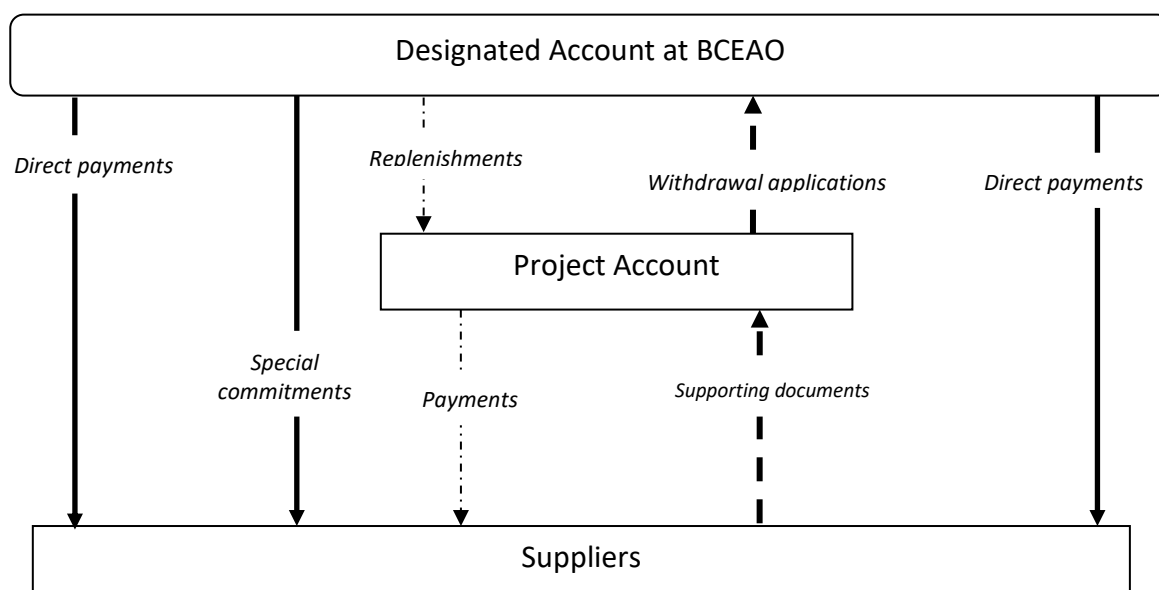 Designated Account at BCEAO
Direct payments
Replenishments
Withdrawal applications
Direct payments
Project Account
Special
commitments
Payments
Supporting documents
Suppliers